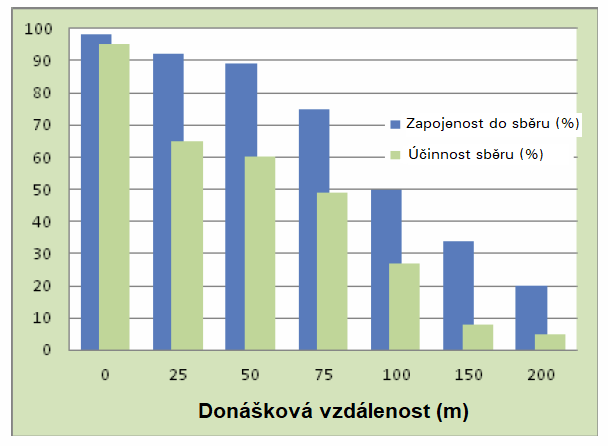 100
90
80
70
60
50
40
30
20
10
0
Zapojenost do sběru (%)
Účinnost sběru (%)
0 25 50 75 100 150 200
Donášková vzdálenost (m)